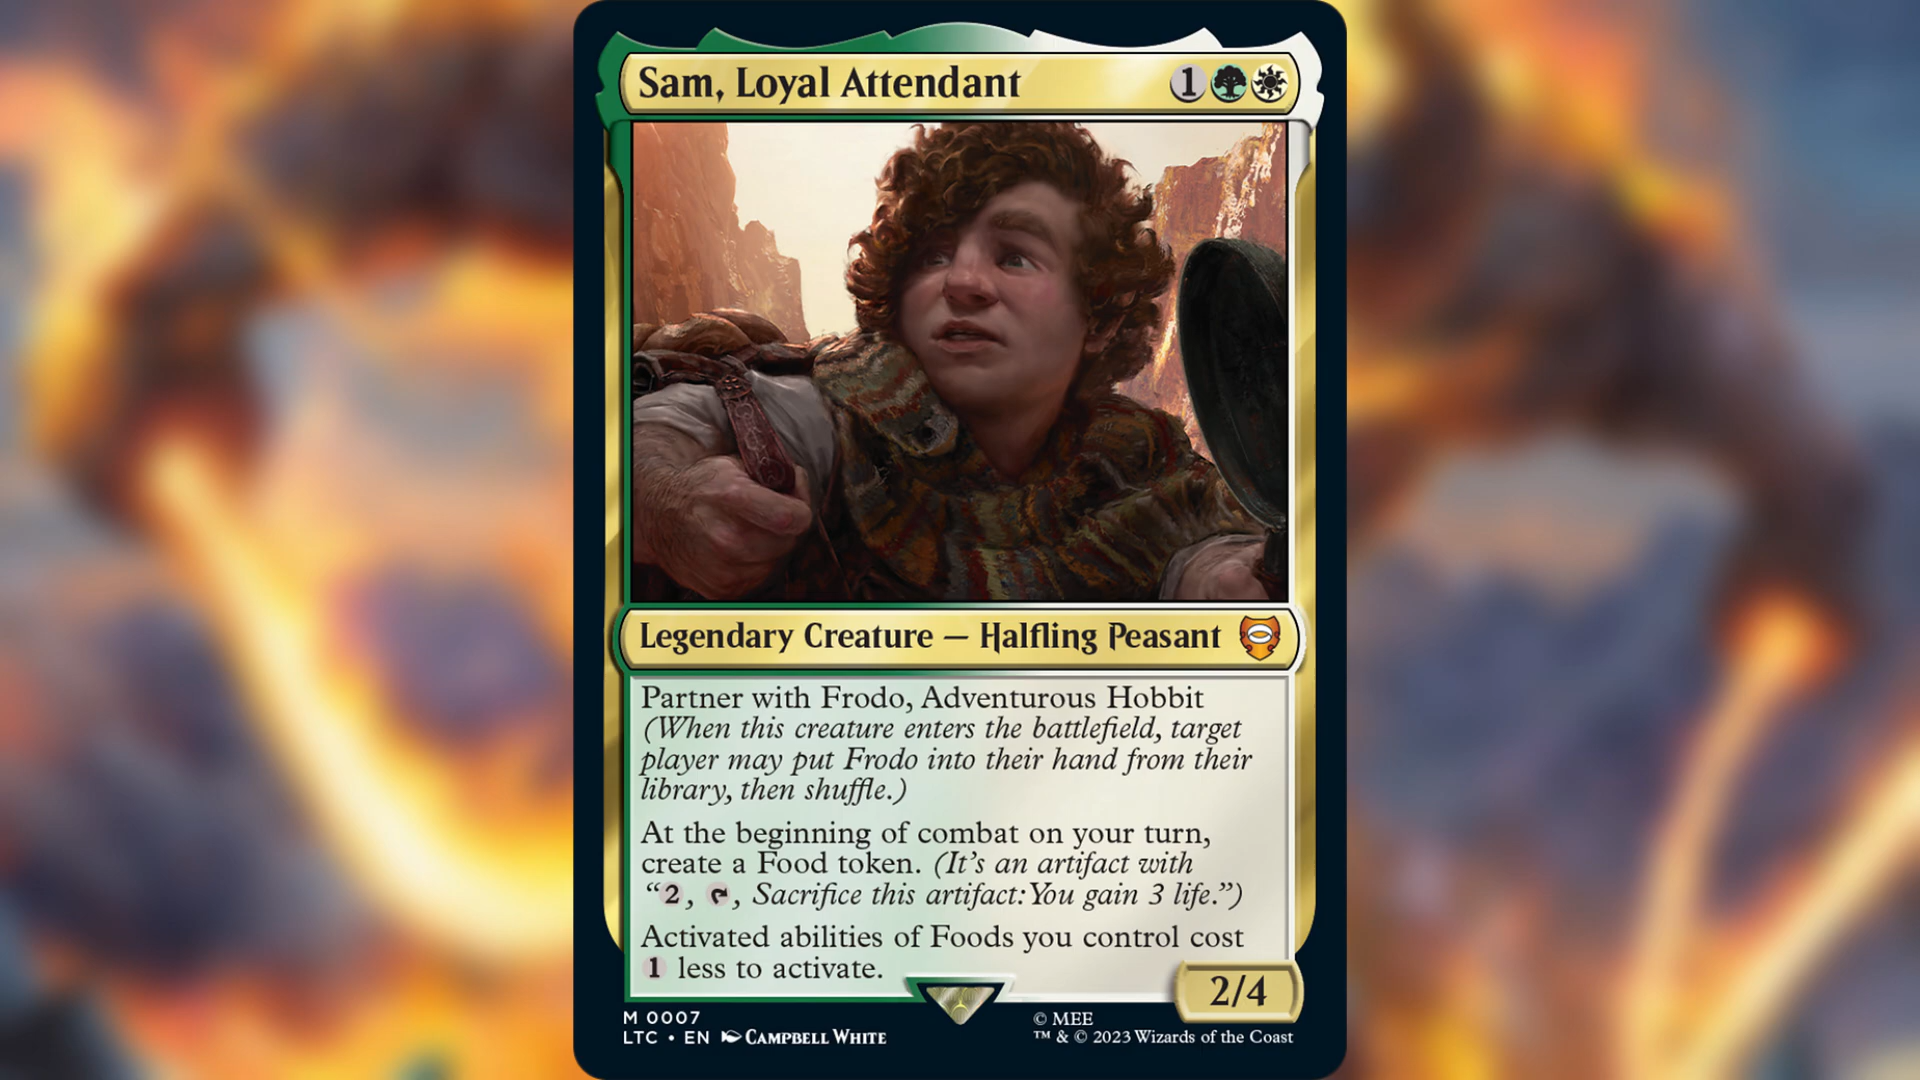 Sam, Loyal Attendant 1
Legendary Creature — Halfling Peasant
Partner with Frodo, Adventurous Hobbit
(When this creature enters the battlefield, target
player may put Frodo into their hand from their
library, then shuffle.)
At the beginning of combat on your turn,
create a Food token. (It's an artifact with
“2, , Sacrifice this artifact: You gain 3 life.”)
Activated abilities of Foods you control cost
1 less to activate.
2/4
M 0007
LTC • EN CAMPBELL WHITE
© MEE
™ & © 2023 Wizards of the Coast